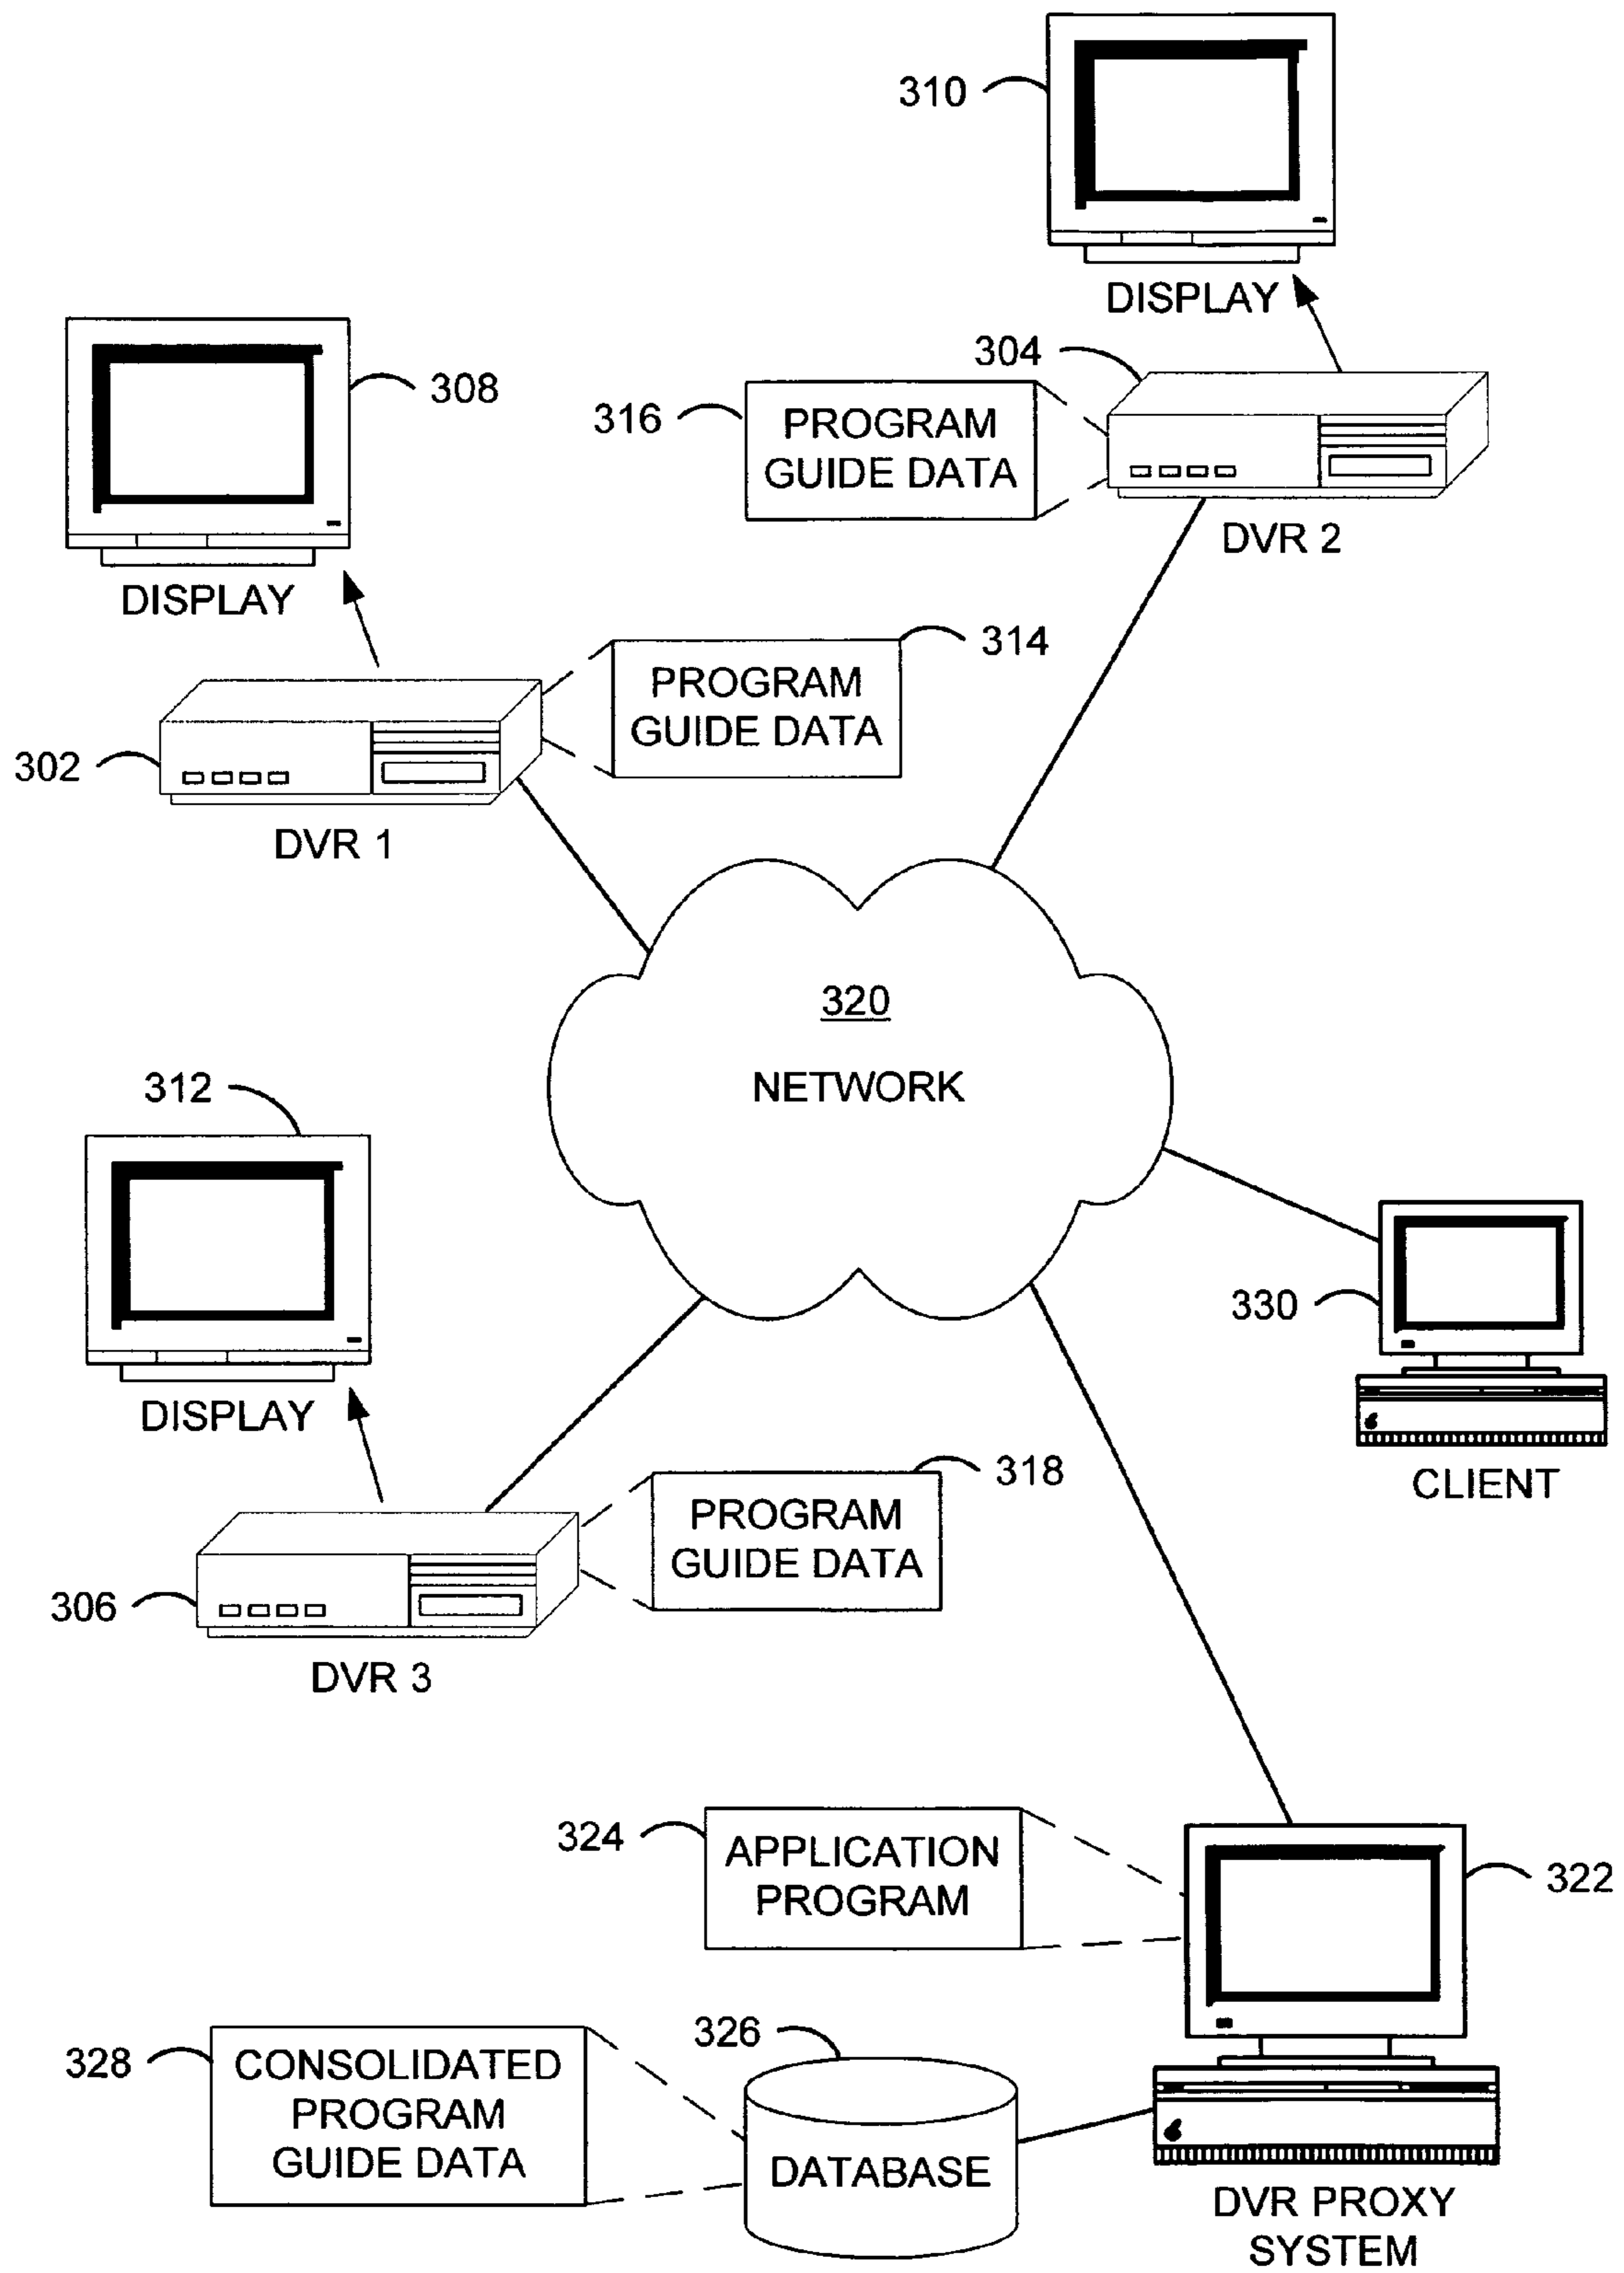 310
DISPLAY
308
304
316
PROGRAM
GUIDE DATA
DVR 2
DISPLAY
314
PROGRAM
GUIDE DATA
302
DVR 1
320
NETWORK
312
330
DISPLAY
CLIENT
318
PROGRAM
GUIDE DATA
306
DVR 3
324
APPLICATION
PROGRAM
322
326
328
CONSOLIDATED
PROGRAM
GUIDE DATA
DATABASE
DVR PROXY
SYSTEM